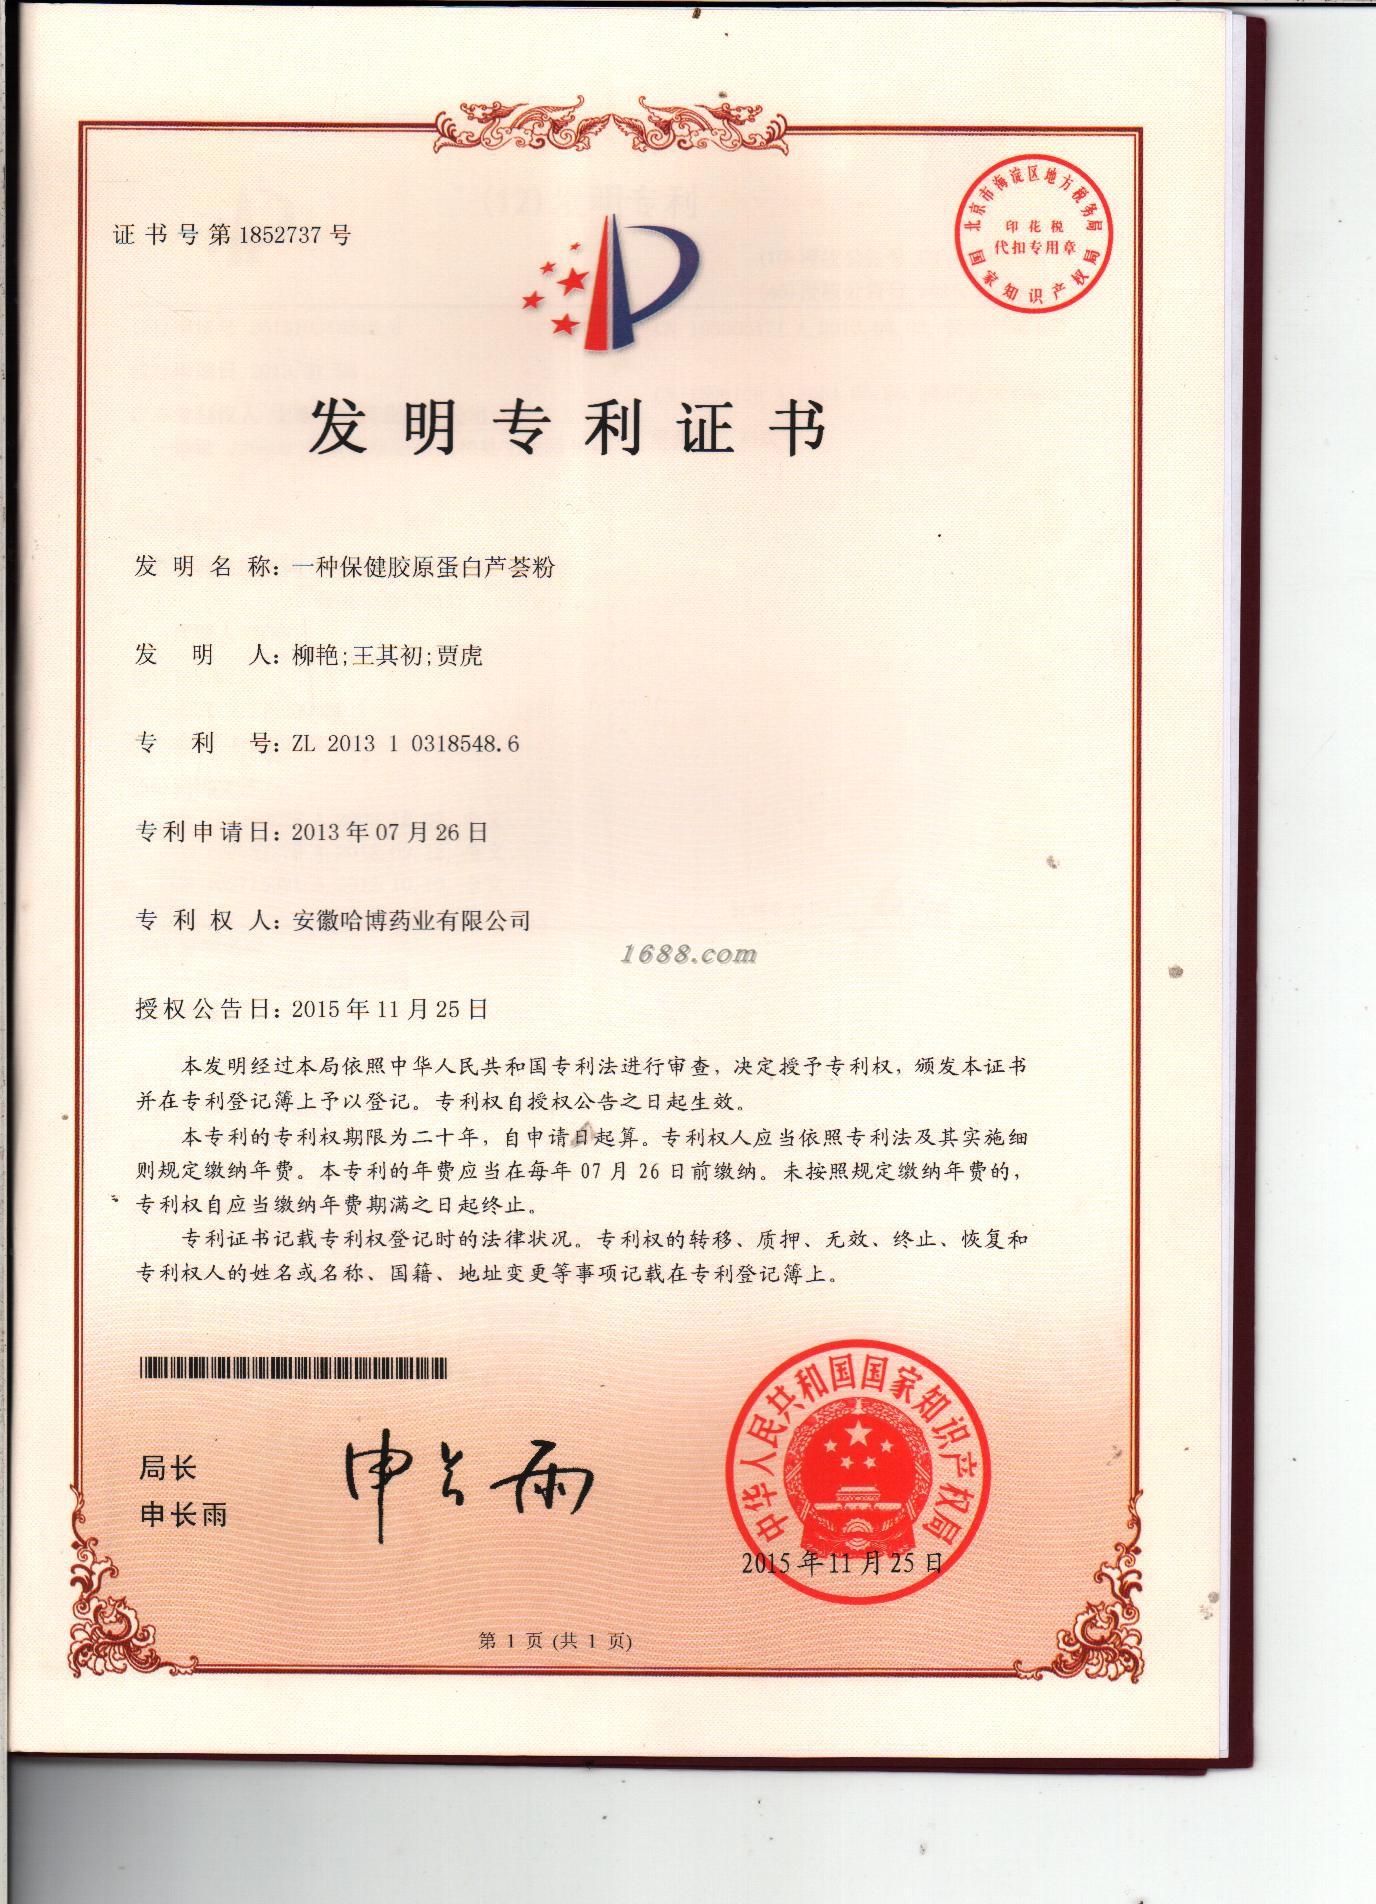 证书号第1852737号
北京市海淀区地方税务局
印花税
代扣专用章
国家知识产权局
发明专利证书
发明名称：一种保健胶原蛋白芦荟粉
发明人：柳艳;王其初;贾虎
专利号：ZL 2013 1 0318548.6
专利申请日：2013年07月26日
专利权人：安徽哈博药业有限公司
1688.com
授权公告日：2015年11月25日
本发明经过本局依照中华人民共和国专利法进行审查，决定授予专利权，颁发本证书
并在专利登记簿上予以登记。专利权自授权公告之日起生效。
本专利的专利权期限为二十年，自申请日起算。专利权人应当依照专利法及其实施细
则规定缴纳年费。本专利的年费应当在每年07月26日前缴纳。未按照规定缴纳年费的，
专利权自应当缴纳年费期满之日起终止。
专利证书记载专利权登记时的法律状况。专利权的转移、质押、无效、终止、恢复和
专利权人的姓名或名称、国籍、地址变更等事项记载在专利登记簿上。
局长
申长雨
申长雨
中华人民共和国国家知识产权局
2015年11月25日
第1页(共1页)